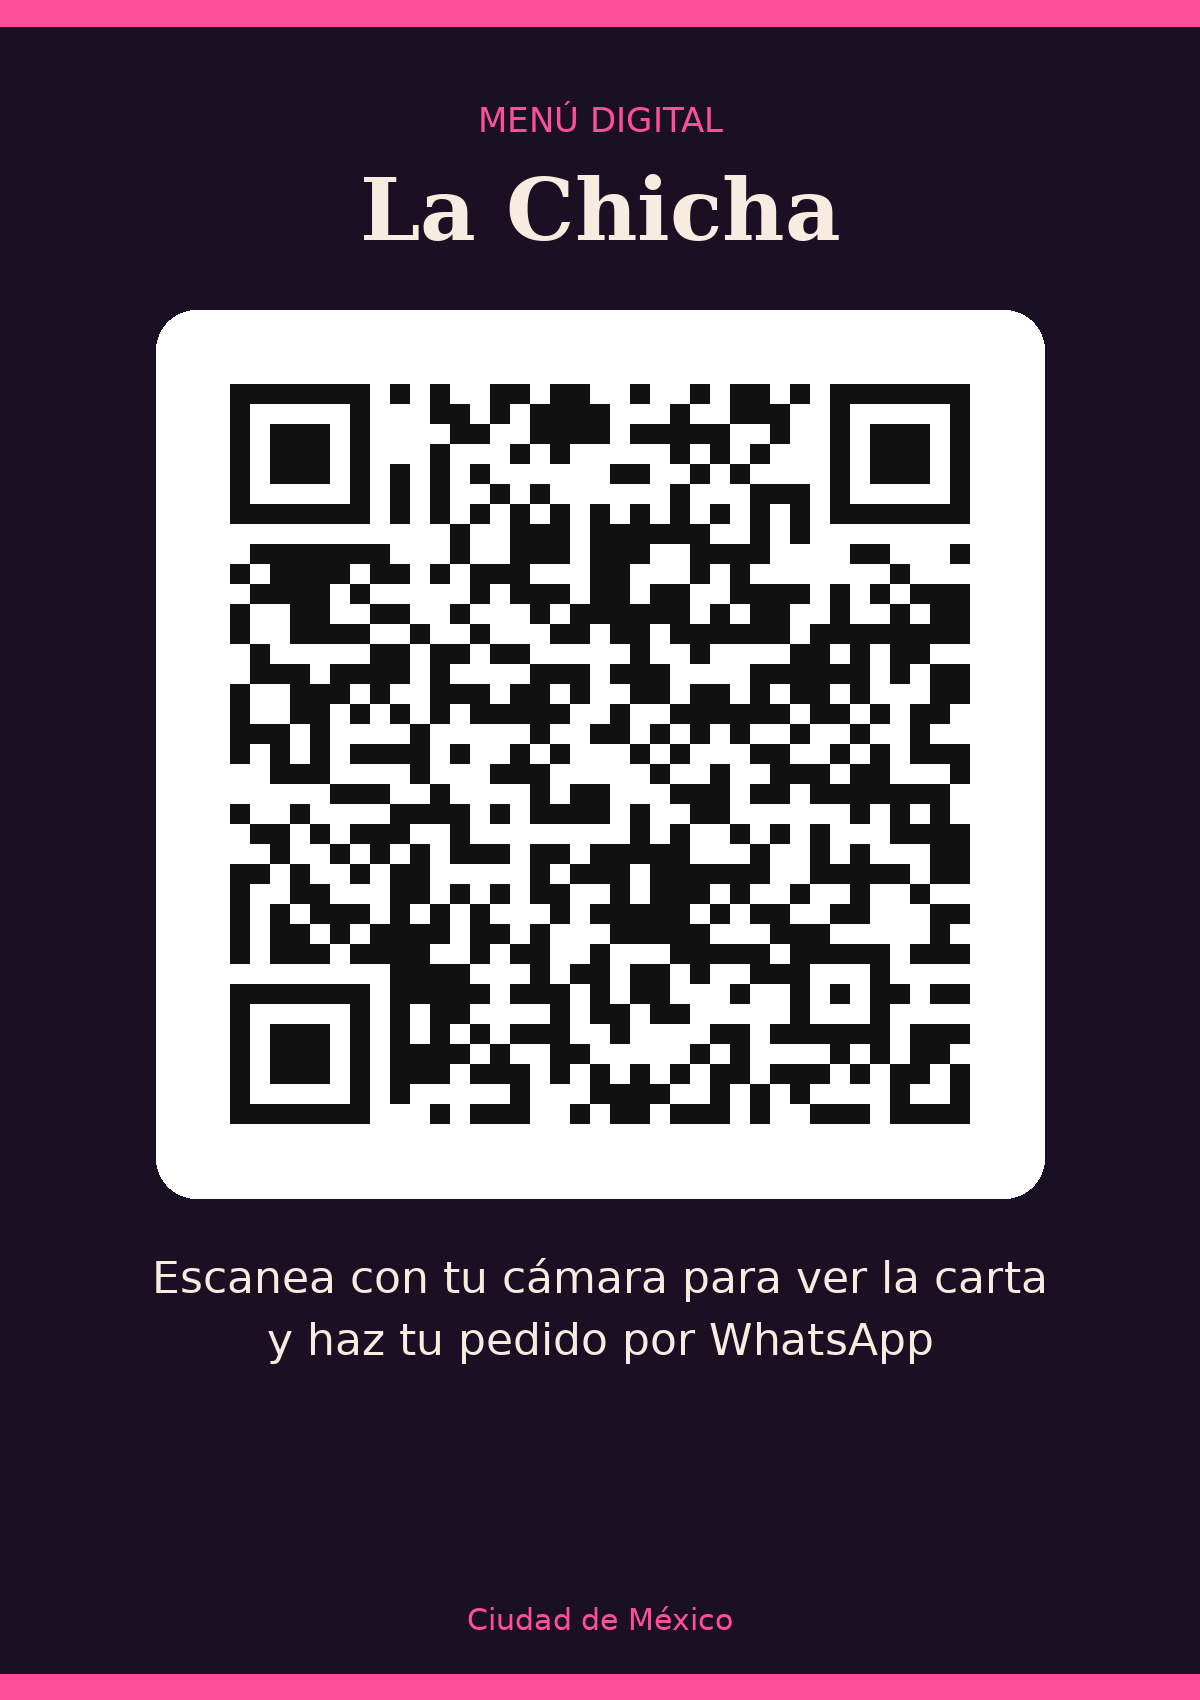 MENÚ DIGITAL
La Chicha
Escanea con tu cámara para ver la carta
y haz tu pedido por WhatsApp
Ciudad de México